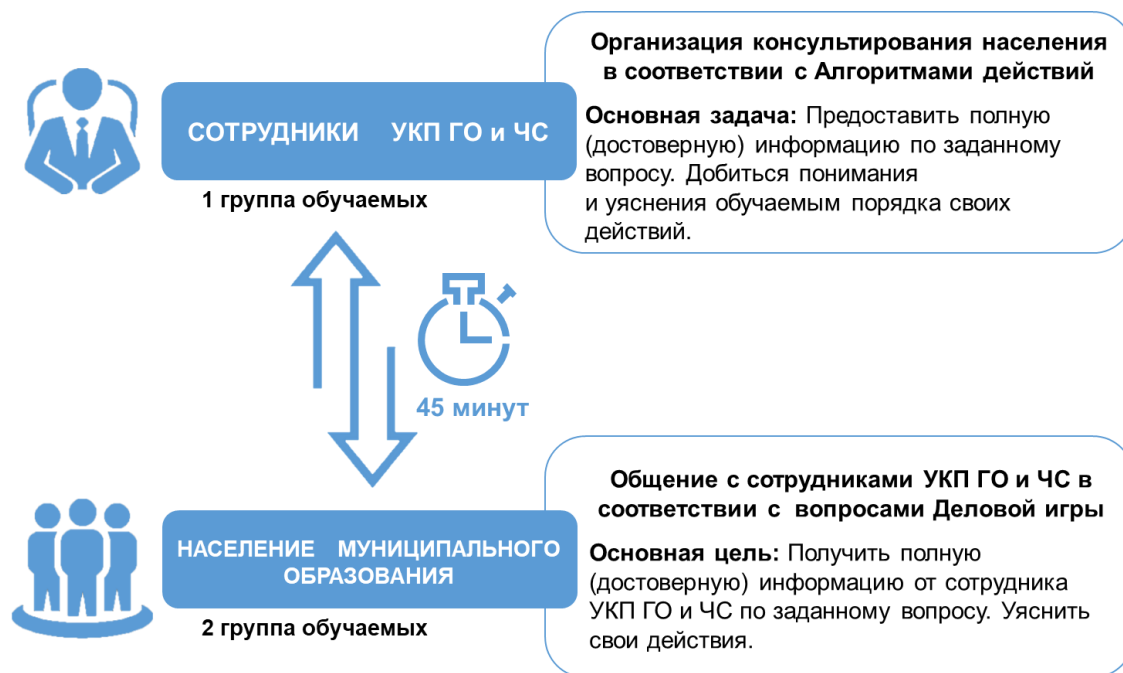 Организация консультирования населения
в соответствии с Алгоритмами действий
Основная задача: Предоставить полную
(достоверную) информацию по заданному
вопросу. Добиться понимания
и уяснения обучаемым порядка своих
действий.
СОТРУДНИКИ УКП ГО и ЧС
1 группа обучаемых
45 минут
Общение с сотрудниками УКП ГО и ЧС в
соответствии с вопросами Деловой игры
Основная цель: Получить полную
(достоверную) информацию от сотрудника
УКП ГО и ЧС по заданному вопросу. Уяснить
свои действия.
НАСЕЛЕНИЕ МУНИЦИПАЛЬНОГО
ОБРАЗОВАНИЯ
2 группа обучаемых